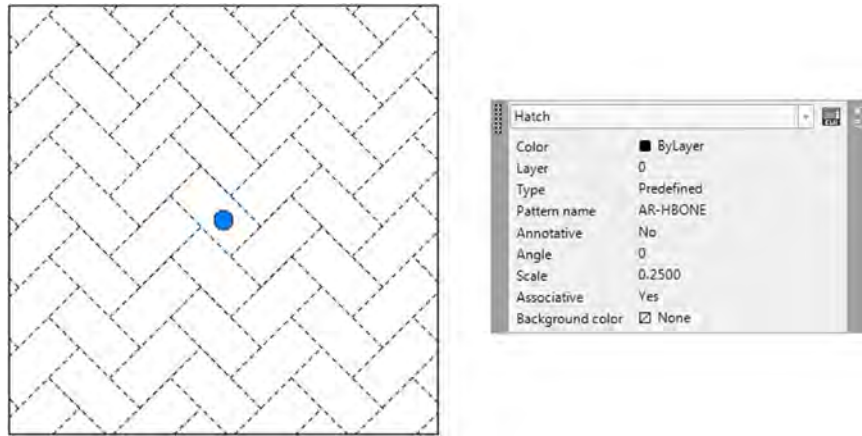 Hatch
Color ByLayer
Layer 0
Type Predefined
Pattern name AR-HBONE
Annotative No
Angle 0
Scale 0.2500
Associative Yes
Background color None